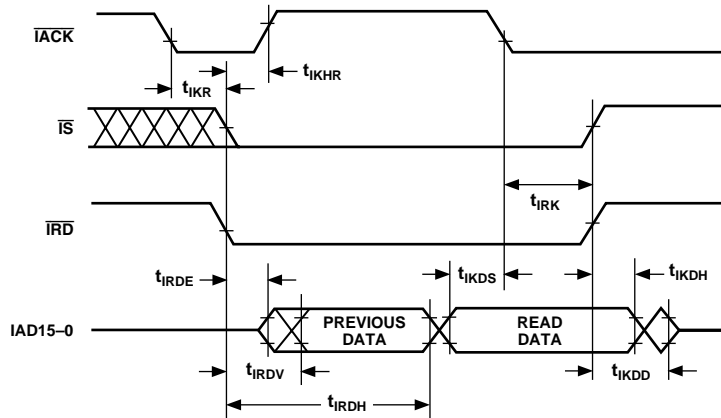 IACK
tIKHR
tIKR
IS
tIRK
IRD
tIRDE
tIKDS
tIKDH
IAD15–0
PREVIOUS DATA
READ DATA
tIKDD
tIRDV
tIRDH